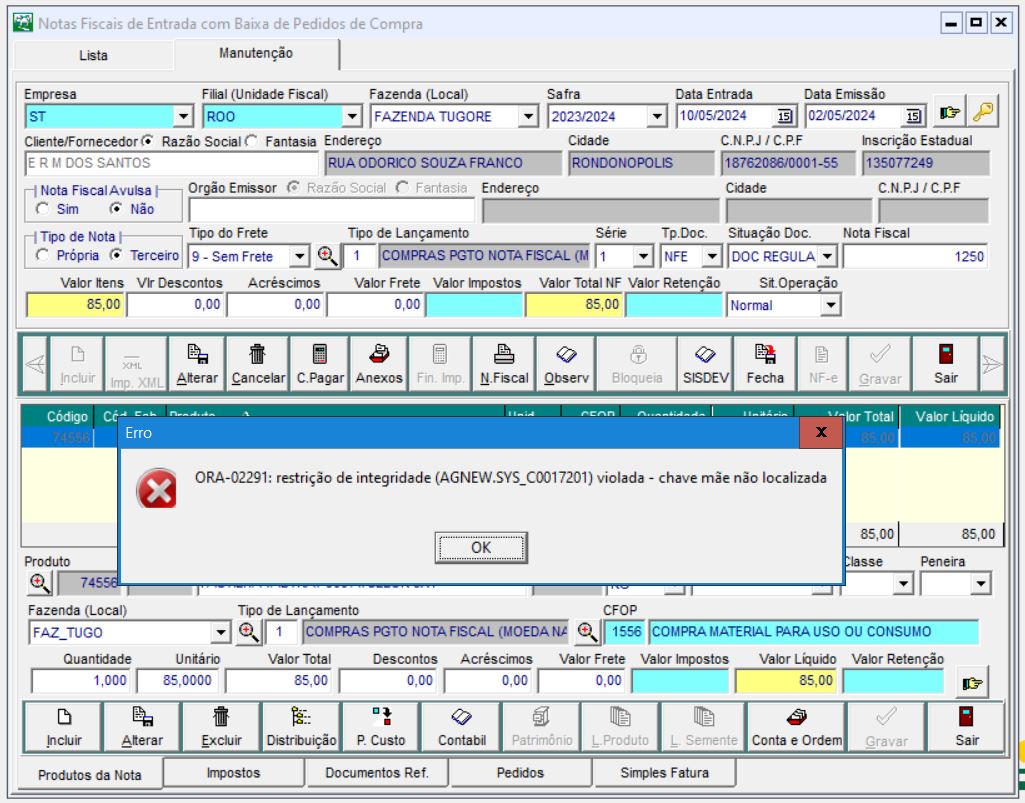 Notas Fiscais de Entrada com Baixa de Pedidos de Compra
Lista Manutenção
Empresa Filial (Unidade Fiscal) Fazenda (Local) Safra Data Entrada Data Emissão
ST ROO FAZENDA TUGORE 2023/2024 10/05/2024 15 02/05/2024 15
Cliente/Fornecedor Razão Social Fantasia Endereço Cidade C.N.P.J / C.P.F Inscrição Estadual
E R M DOS SANTOS RUA ODORICO SOUZA FRANCO RONDONOPOLIS 18762086/0001-55 135077249
| Nota Fiscal Avulsa | Orgão Emissor Razão Social Fantasia Endereço Cidade C.N.P.J / C.P.F
Sim Não
| Tipo de Nota | Tipo do Frete Tipo de Lançamento Série Tp.Doc. Situação Doc. Nota Fiscal
Própria Terceiro 9 - Sem Frete 1 COMPRAS PGTO NOTA FISCAL (M 1 NFE DOC REGULA 1250
Valor Itens Vlr Descontos Acréscimos Valor Frete Valor Impostos Valor Total NF Valor Retenção Sit.Operação
85,00 0,00 0,00 0,00 85,00 Normal
XML
Incluir Imp. XML Alterar Cancelar C.Pagar Anexos Fin. Imp. N.Fiscal Observ Bloqueia SISDEV Fecha NF-e Gravar Sair
Código Cód. Fab. Produto Unid. CFOP Quantidade Unitário Valor Total Valor Líquido
74556 85,00 85,00
Erro
x
ORA-02291: restrição de integridade (AGNEW.SYS_C0017201) violada - chave mãe não localizada
OK
85,00 85,00
Produto Classe Peneira
74556
Fazenda (Local) Tipo de Lançamento CFOP
FAZ_TUGO 1 COMPRAS PGTO NOTA FISCAL (MOEDA NA 1556 COMPRA MATERIAL PARA USO OU CONSUMO
Quantidade Unitário Valor Total Descontos Acréscimos Valor Frete Valor Impostos Valor Líquido Valor Retenção
1,000 85,0000 85,00 0,00 0,00 0,00 85,00
Incluir Alterar Excluir Distribuição P. Custo Contabil Patrimônio L.Produto L. Semente Conta e Ordem Gravar Sair
Produtos da Nota Impostos Documentos Ref. Pedidos Simples Fatura